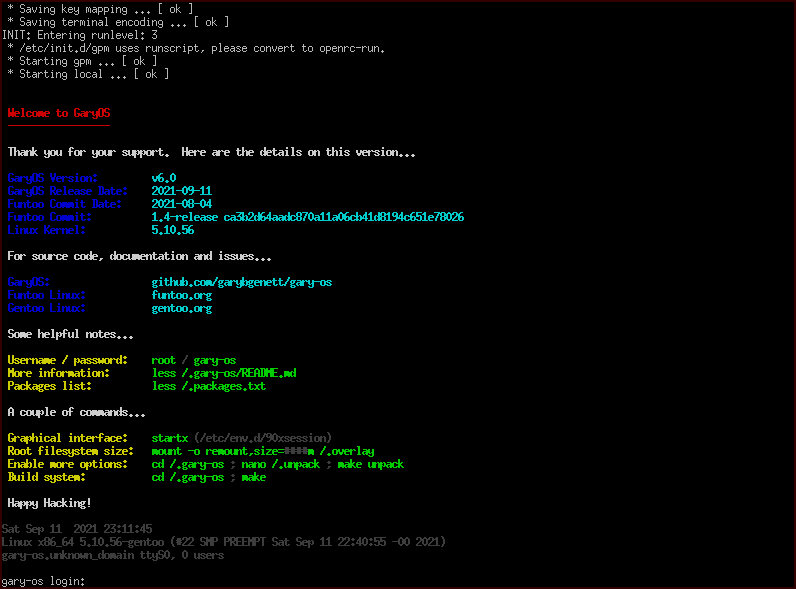 * Saving key mapping ... [ ok ]
* Saving terminal encoding ... [ ok ]
INIT: Entering runlevel: 3
* /etc/init.d/gpm uses runscript, please convert to openrc-run.
* Starting gpm ... [ ok ]
* Starting local ... [ ok ]
Welcome to GaryOS
Thank you for your support.  Here are the details on this version...
GaryOS Version: v6.0
GaryOS Release Date: 2021-09-11
Funtoo Commit Date: 2021-08-04
Funtoo Commit: 1.4-release ca3b2d64aadc870a11a06cb41d8194c651e78026
Linux Kernel: 5.10.56
For source code, documentation and issues...
GaryOS: github.com/garybgenett/gary-os
Funtoo Linux: funtoo.org
Gentoo Linux: gentoo.org
Some helpful notes...
Username / password: root / gary-os
More information: less /.gary-os/README.md
Packages list: less /.packages.txt
A couple of commands...
Graphical interface: startx (/etc/env.d/90xsession)
Root filesystem size: mount -o remount,size=****m /.overlay
Enable more options: cd /.gary-os ; nano /.unpack ; make unpack
Build system: cd /.gary-os ; make
Happy Hacking!
Sat Sep 11  2021 23:11:45
Linux x86_64 5.10.56-gentoo (#22 SMP PREEMPT Sat Sep 11 22:40:55 -00 2021)
gary-os.unknown_domain ttyS0, 0 users
gary-os login: